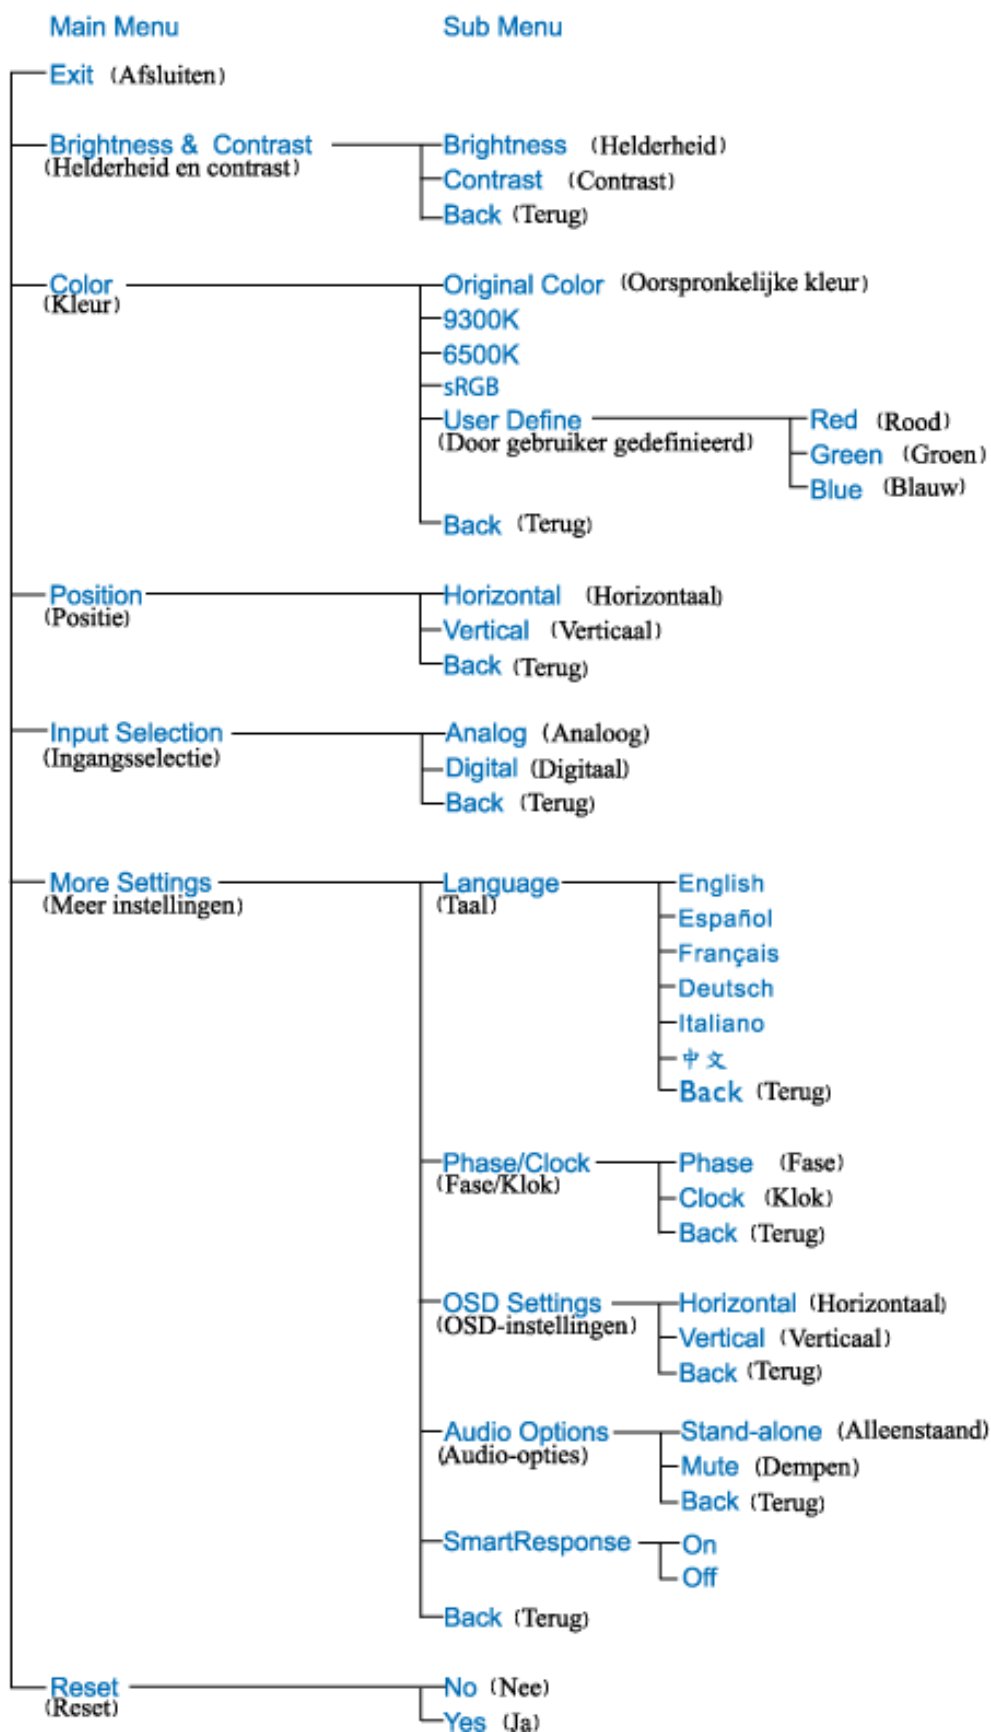 Main Menu Sub Menu
Exit (Afsluiten)
Brightness & Contrast Brightness (Helderheid)
(Helderheid en contrast)
Contrast (Contrast)
Back (Terug)
Color Original Color (Oorspronkelijke kleur)
(Kleur)
9300K
6500K
sRGB
User Define Red (Rood)
(Door gebruiker gedefinieerd)
Green (Groen)
Blue (Blauw)
Back (Terug)
Position Horizontal (Horizontaal)
(Positie)
Vertical (Verticaal)
Back (Terug)
Input Selection Analog (Analoog)
(Ingangsselectie)
Digital (Digitaal)
Back (Terug)
More Settings Language English
(Meer instellingen) (Taal)
Español
Français
Deutsch
Italiano
中文
Back (Terug)
Phase/Clock Phase (Fase)
(Fase/Klok)
Clock (Klok)
Back (Terug)
OSD Settings Horizontal (Horizontaal)
(OSD-instellingen)
Vertical (Verticaal)
Back (Terug)
Audio Options Stand-alone (Alleenstaand)
(Audio-opties)
Mute (Dempen)
Back (Terug)
SmartResponse On
Off
Back (Terug)
Reset No (Nee)
(Reset)
Yes (Ja)